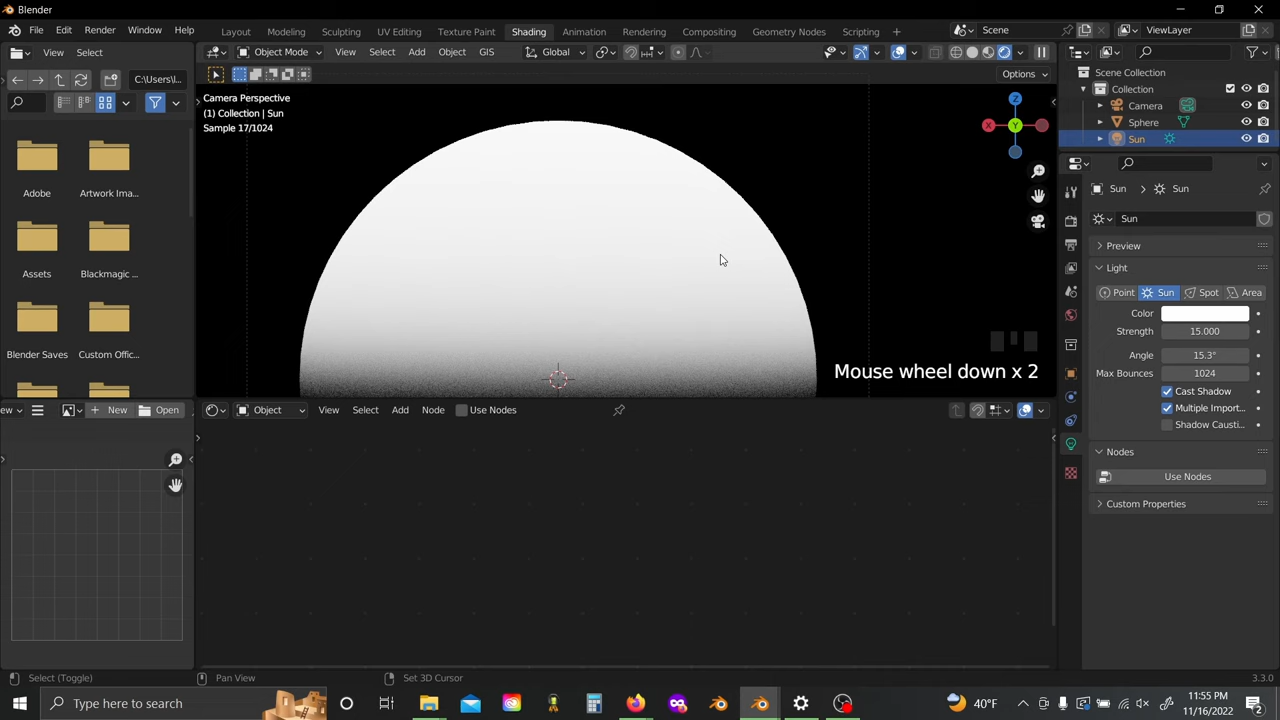 Blender
File Edit Render Window Help Layout Modeling Sculpting UV Editing Texture Paint Shading Animation Rendering Compositing Geometry Nodes Scripting + Scene ViewLayer
View Select Object Mode View Select Add Object GIS Global
C:\Users\l...
Options
Camera Perspective
(1) Collection | Sun
Sample 17/1024
Z
X
Y
Scene Collection
Collection
Camera
Sphere
Sun
Sun Sun
Sun
Preview
Light
Point Sun Spot Area
Color
Strength 15.000
Angle 15.3°
Max Bounces 1024
Cast Shadow
Multiple Import...
Shadow Causti...
Nodes
Use Nodes
Custom Properties
Adobe Artwork Ima...
Assets Blackmagic ...
Blender Saves Custom Offic...
Mouse wheel down x 2
ew New Open Object View Select Add Node Use Nodes
Select (Toggle) Pan View Set 3D Cursor 3.3.0
Type here to search 40°F 11:55 PM
11/16/2022
2